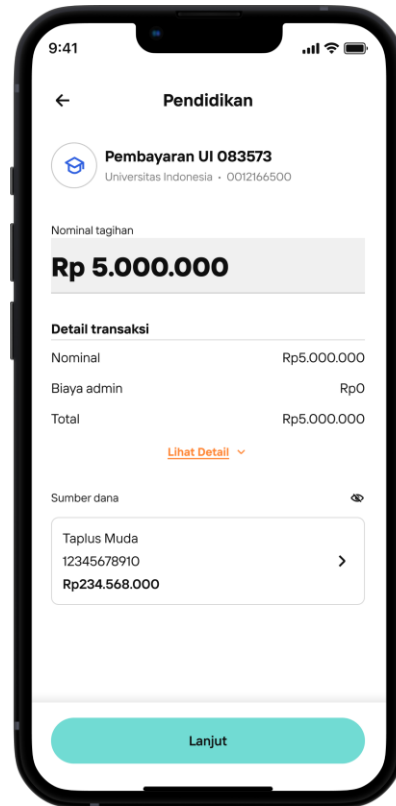 9:41
Pendidikan
Pembayaran UI 083573
Universitas Indonesia • 0012166500
Nominal tagihan
Rp 5.000.000
Detail transaksi
Nominal Rp5.000.000
Biaya admin Rp0
Total Rp5.000.000
Lihat Detail
Sumber dana
Taplus Muda
12345678910
Rp234.568.000
Lanjut